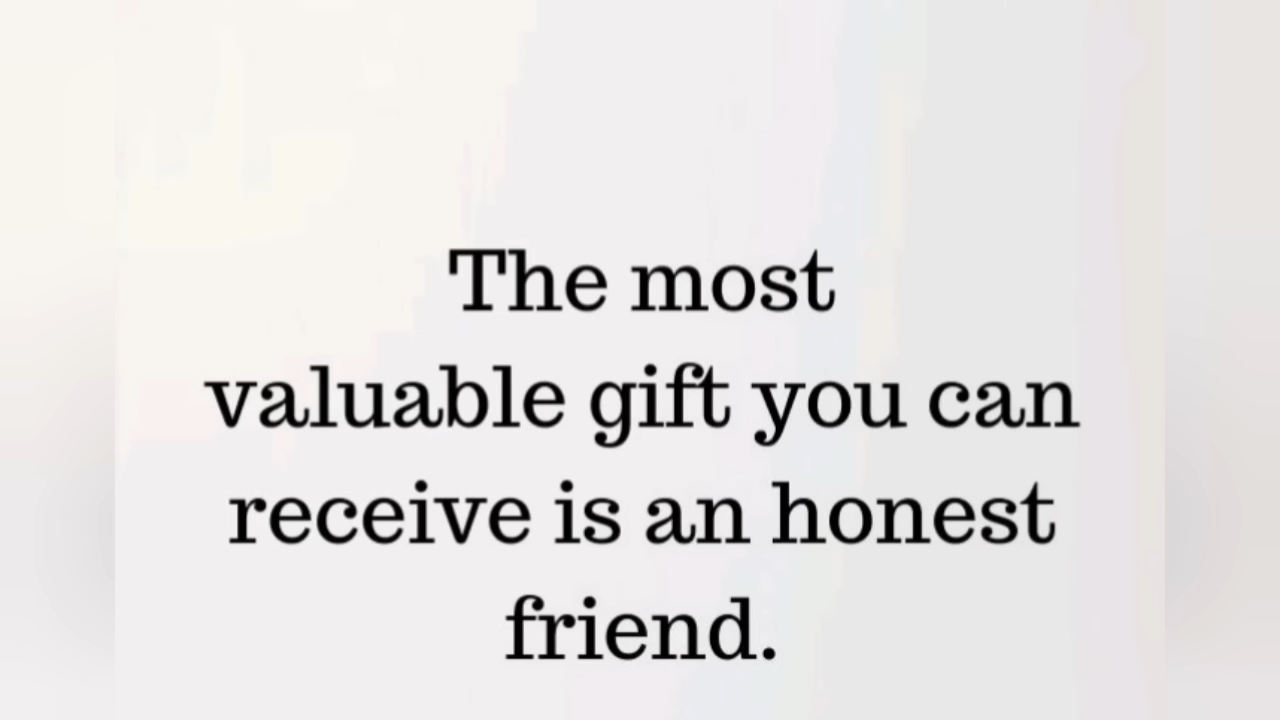 The most
valuable gift you can
receive is an honest
friend.